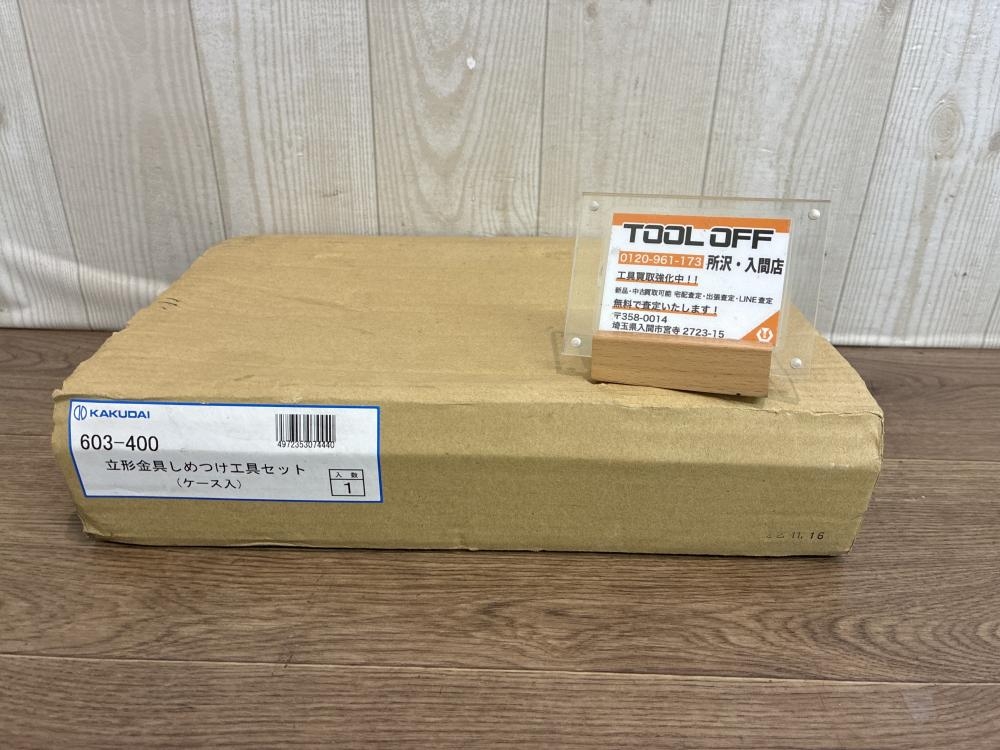 TOOL OFF
0120-961-173 所沢・入間店
工具買取強化中!!
新品・中古買取可能 宅配査定・出張査定・LINE査定
無料で査定いたします!
〒358-0014
埼玉県入間市宮寺 2723-15
KAKUDAI
603-400
4972353074440
立形金具しめつけ工具セット
(ケース入)
入数
1
22.11.16